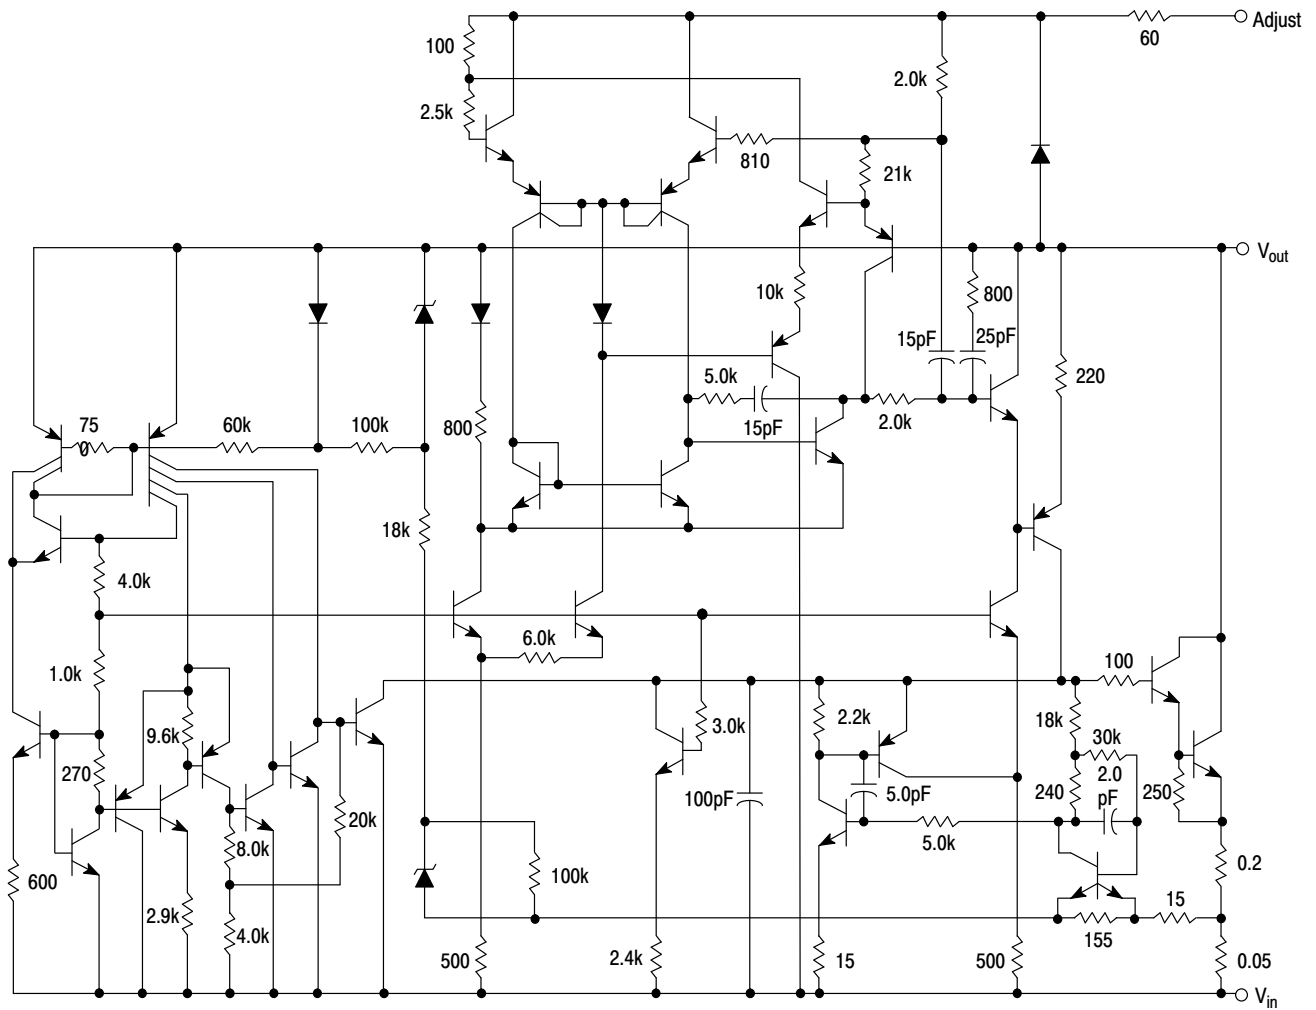 Adjust
60
100
2.0k
2.5k
810
21k
Vout
10k
800
15pF
25pF
220
5.0k
75
0
60k
100k
800
15pF
2.0k
18k
4.0k
6.0k
1.0k
100
3.0k
2.2k
18k
9.6k
30k
270
2.0
pF
240
250
100pF
5.0pF
20k
5.0k
8.0k
0.2
600
100k
15
2.9k
4.0k
155
500
2.4k
15
500
0.05
Vin